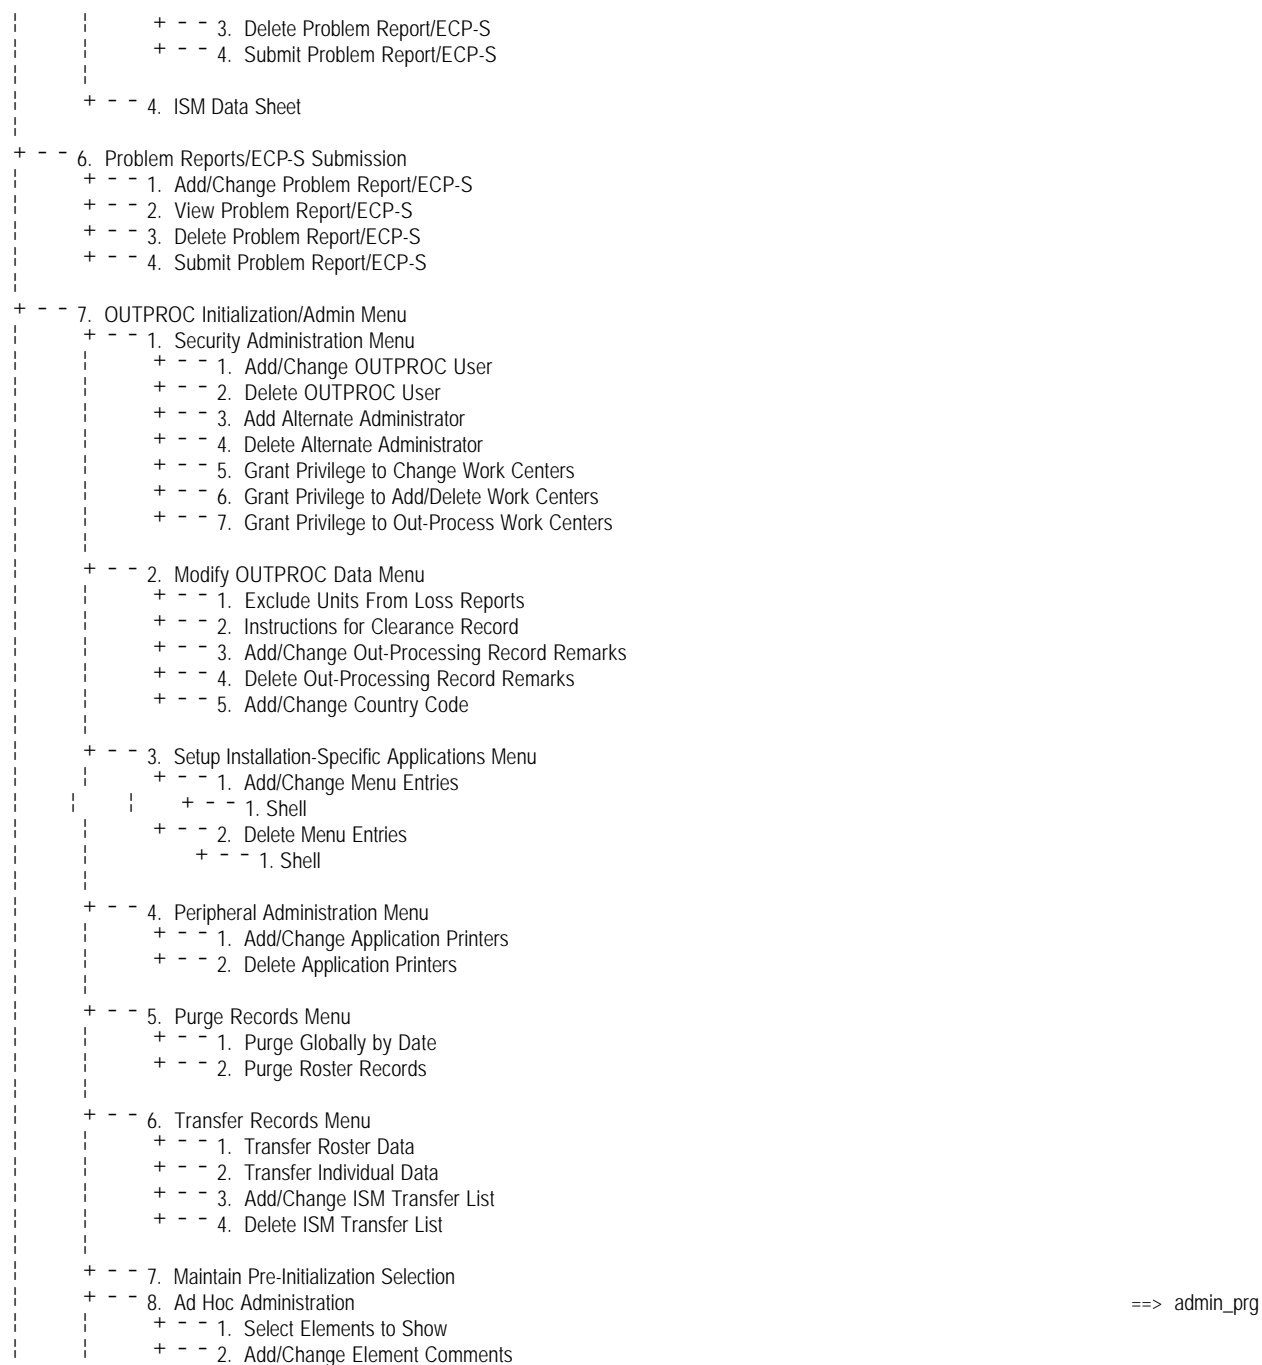 + - - 3. Delete Problem Report/ECP-S
+ - - 4. Submit Problem Report/ECP-S
+ - - 4. ISM Data Sheet
+ - - 6. Problem Reports/ECP-S Submission
+ - - 1. Add/Change Problem Report/ECP-S
+ - - 2. View Problem Report/ECP-S
+ - - 3. Delete Problem Report/ECP-S
+ - - 4. Submit Problem Report/ECP-S
+ - - 7. OUTPROC Initialization/Admin Menu
+ - - 1. Security Administration Menu
+ - - 1. Add/Change OUTPROC User
+ - - 2. Delete OUTPROC User
+ - - 3. Add Alternate Administrator
+ - - 4. Delete Alternate Administrator
+ - - 5. Grant Privilege to Change Work Centers
+ - - 6. Grant Privilege to Add/Delete Work Centers
+ - - 7. Grant Privilege to Out-Process Work Centers
+ - - 2. Modify OUTPROC Data Menu
+ - - 1. Exclude Units From Loss Reports
+ - - 2. Instructions for Clearance Record
+ - - 3. Add/Change Out-Processing Record Remarks
+ - - 4. Delete Out-Processing Record Remarks
+ - - 5. Add/Change Country Code
+ - - 3. Setup Installation-Specific Applications Menu
+ - - 1. Add/Change Menu Entries
+ - - 1. Shell
+ - - 2. Delete Menu Entries
+ - - 1. Shell
+ - - 4. Peripheral Administration Menu
+ - - 1. Add/Change Application Printers
+ - - 2. Delete Application Printers
+ - - 5. Purge Records Menu
+ - - 1. Purge Globally by Date
+ - - 2. Purge Roster Records
+ - - 6. Transfer Records Menu
+ - - 1. Transfer Roster Data
+ - - 2. Transfer Individual Data
+ - - 3. Add/Change ISM Transfer List
+ - - 4. Delete ISM Transfer List
+ - - 7. Maintain Pre-Initialization Selection
+ - - 8. Ad Hoc Administration ==> admin_prg
+ - - 1. Select Elements to Show
+ - - 2. Add/Change Element Comments